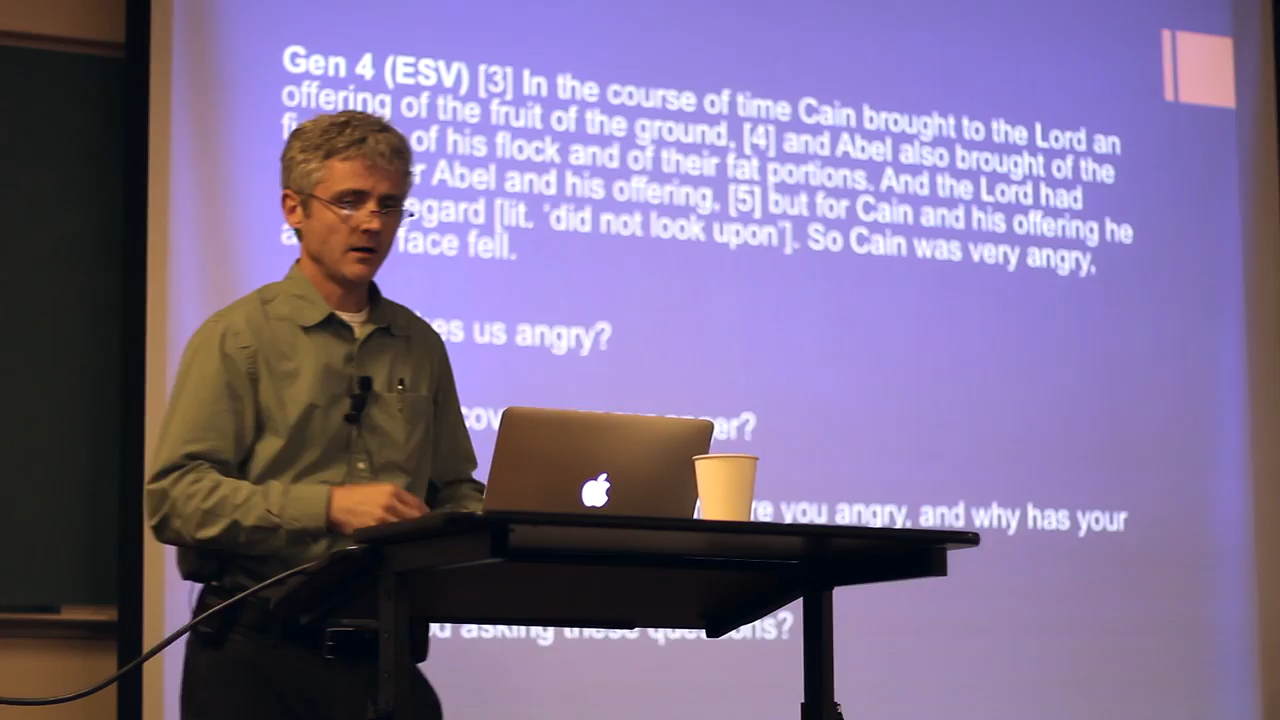 Gen 4 (ESV) [3] In the course of time Cain brought to the Lord an
offering of the fruit of the ground, [4] and Abel also brought of the
of his flock and of their fat portions. And the Lord had
Abel and his offering, [5] but for Cain and his offering he
egard [lit. 'did not look upon']. So Cain was very angry,
face fell.
es us angry?
cov er?
re you angry, and why has your
asking these questions?